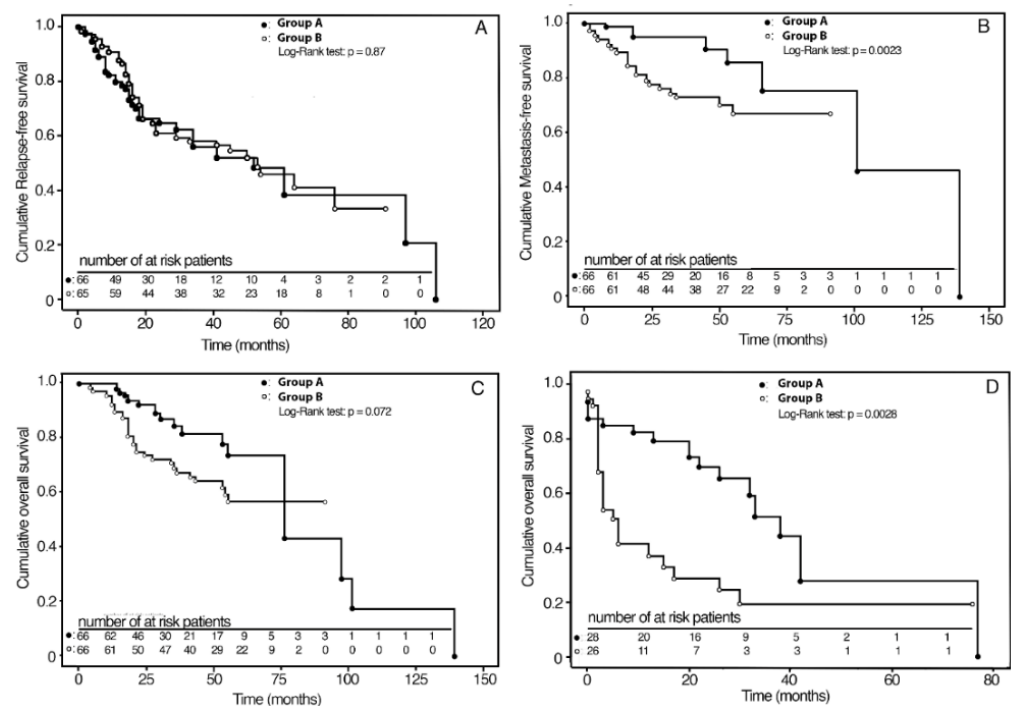 A
●: Group A
○: Group B
Log-Rank test: p = 0.87
Cumulative Relapse-free survival
1.0
0.8
0.6
0.4
0.2
0
number of at risk patients
●: 66 49 30 18 12 10 4 3 2 2 1
○: 65 59 44 38 32 23 18 8 1 0 0
0 20 40 60 80 100 120
Time (months)
B
●: Group A
○: Group B
Log-Rank test: p = 0.0023
Cumulative Metastasis-free survival
1.0
0.8
0.6
0.4
0.2
0
number of at risk patients
●: 66 61 45 29 20 16 8 5 3 3 1 1 1 1
○: 66 61 48 44 38 27 22 9 2 0 0 0 0 0
0 25 50 75 100 125 150
Time (months)
C
●: Group A
○: Group B
Log-Rank test: p = 0.072
Cumulative overall survival
1.0
0.8
0.6
0.4
0.2
0
number of at risk patients
●: 66 62 46 30 21 17 9 5 3 3 1 1 1 1
○: 66 61 50 47 40 29 22 9 2 0 0 0 0 0
0 25 50 75 100 125 150
Time (months)
D
●: Group A
○: Group B
Log-Rank test: p = 0.0028
Cumulative overall survival
1.0
0.8
0.6
0.4
0.2
0
number of at risk patients
●: 28 20 16 9 5 2 1 1
○: 26 11 7 3 3 1 1 1
0 20 40 60 80
Time (months)